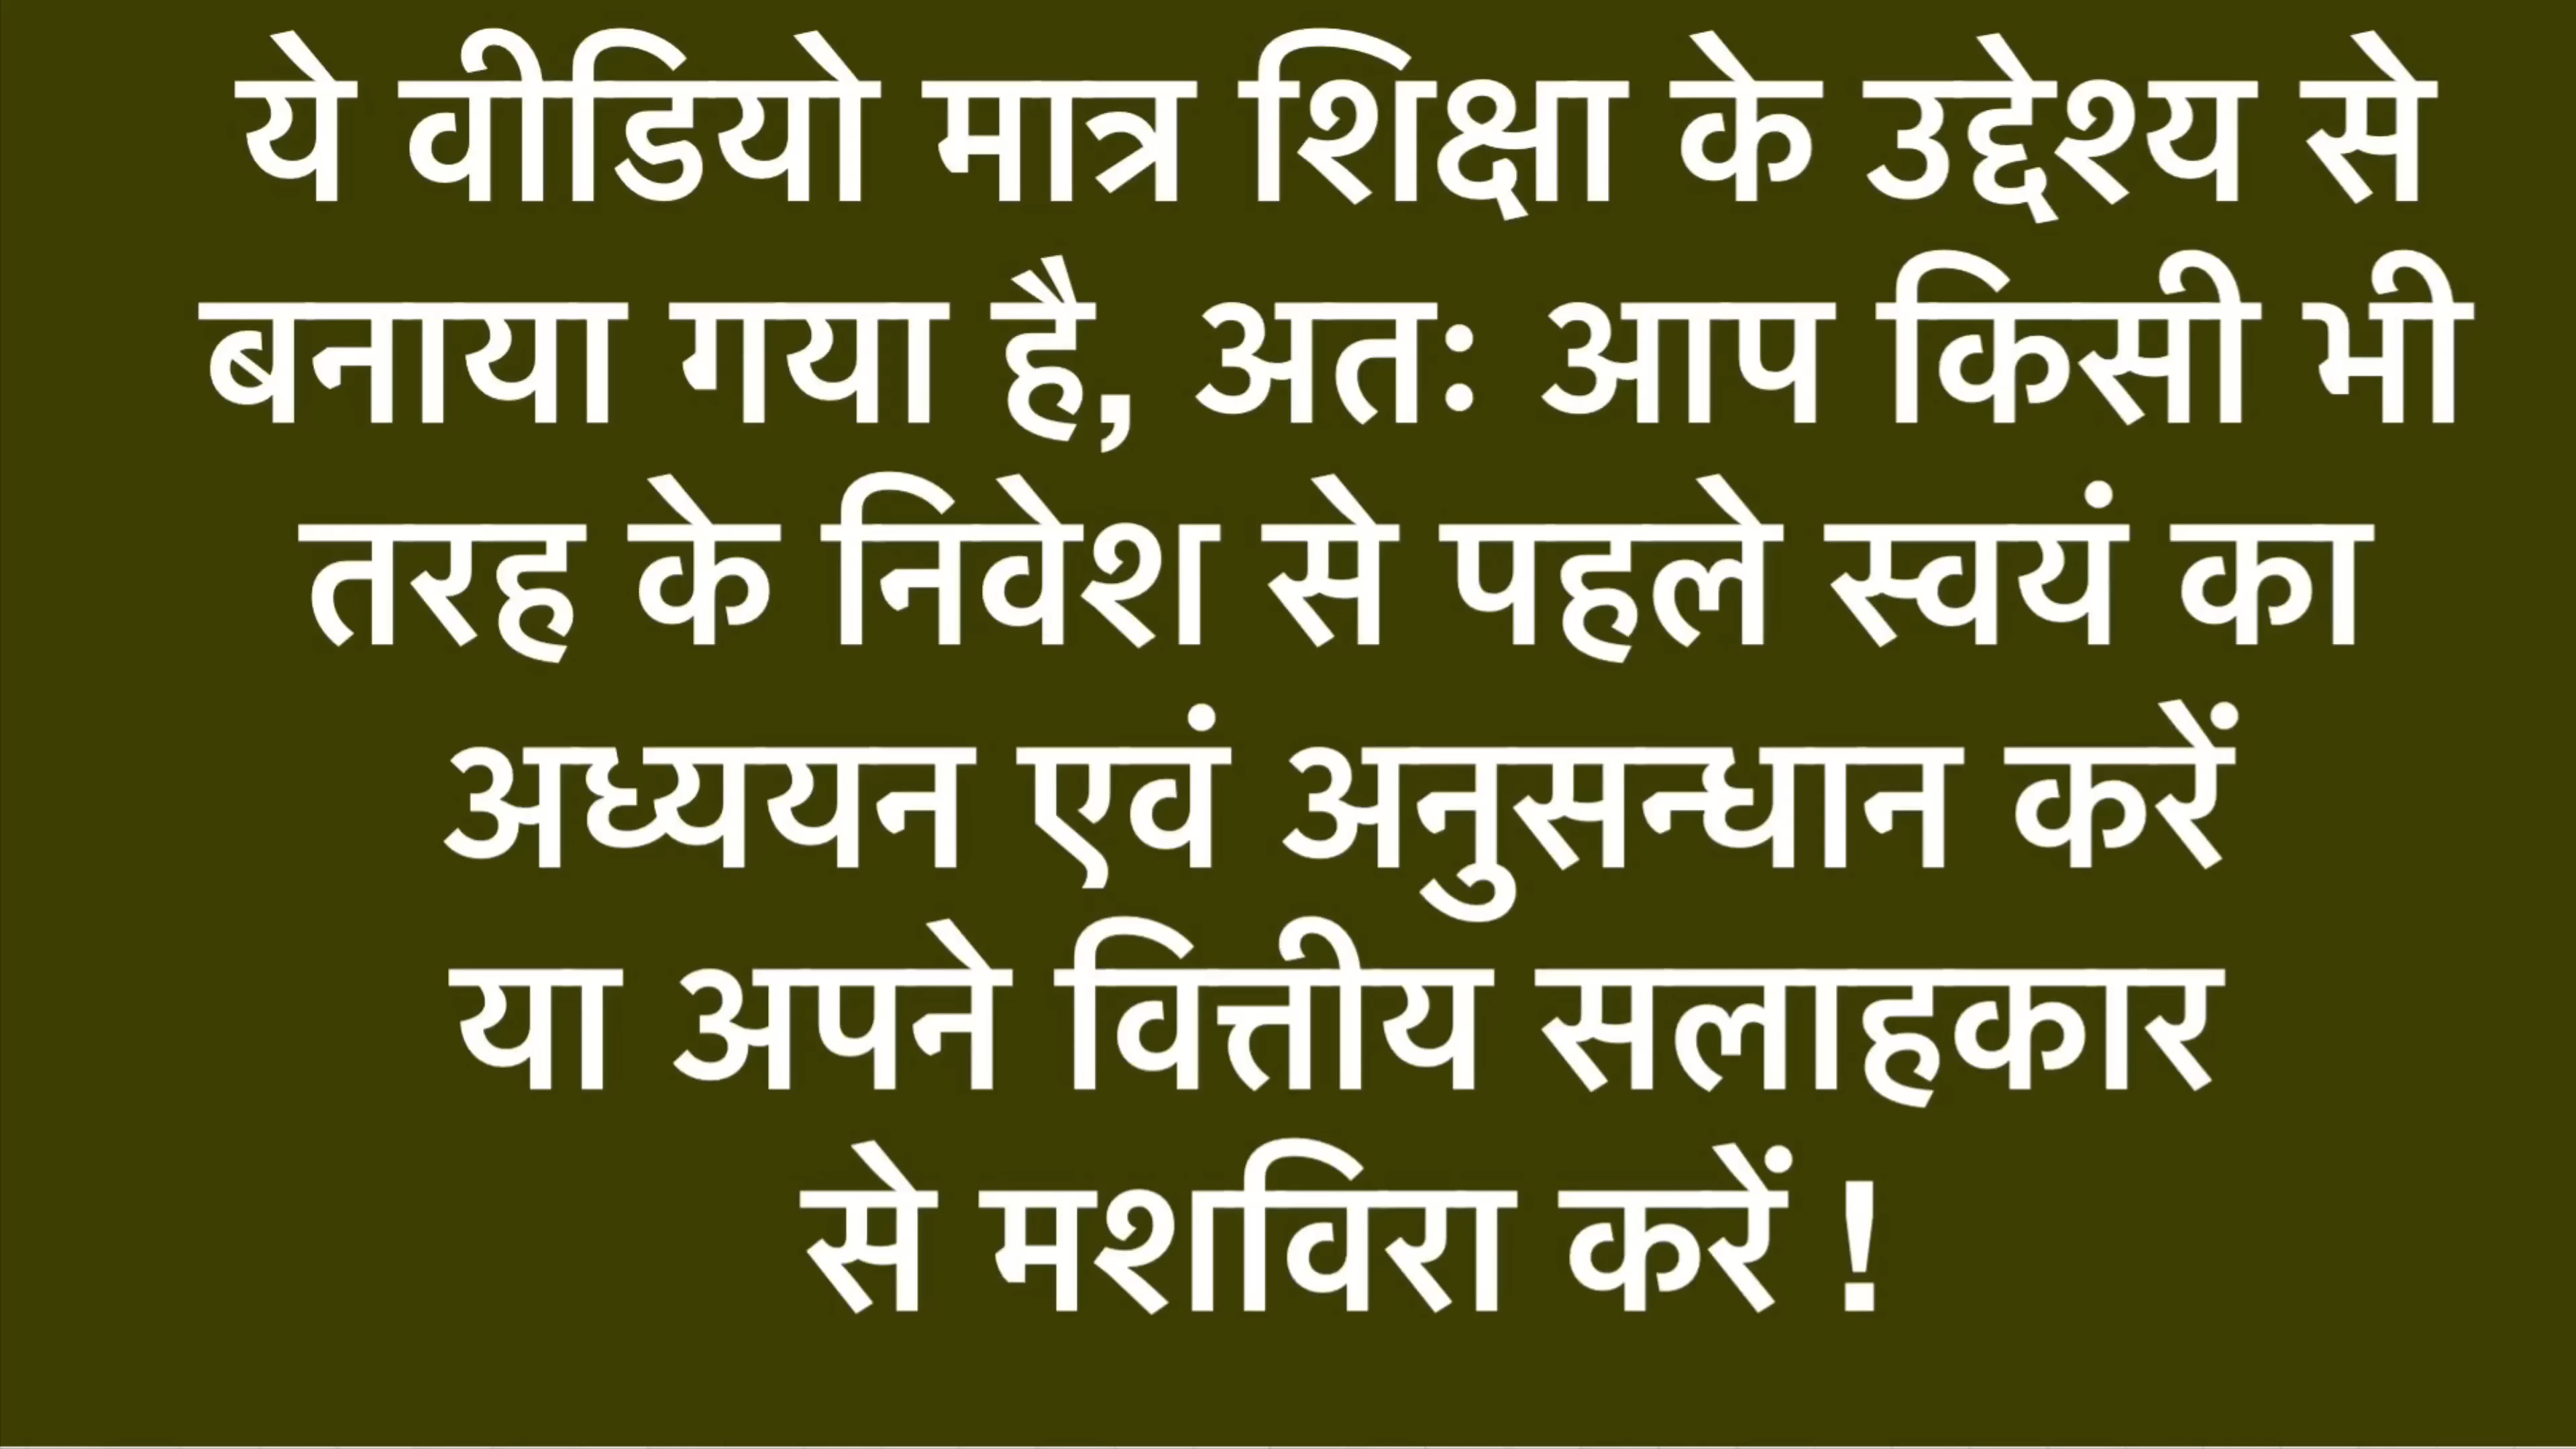 ये वीडियो मात्र शिक्षा के उद्देश्य से
बनाया गया है, अतः आप किसी भी
तरह के निवेश से पहले स्वयं का
अध्ययन एवं अनुसन्धान करें
या अपने वित्तीय सलाहकार
से मशविरा करें !